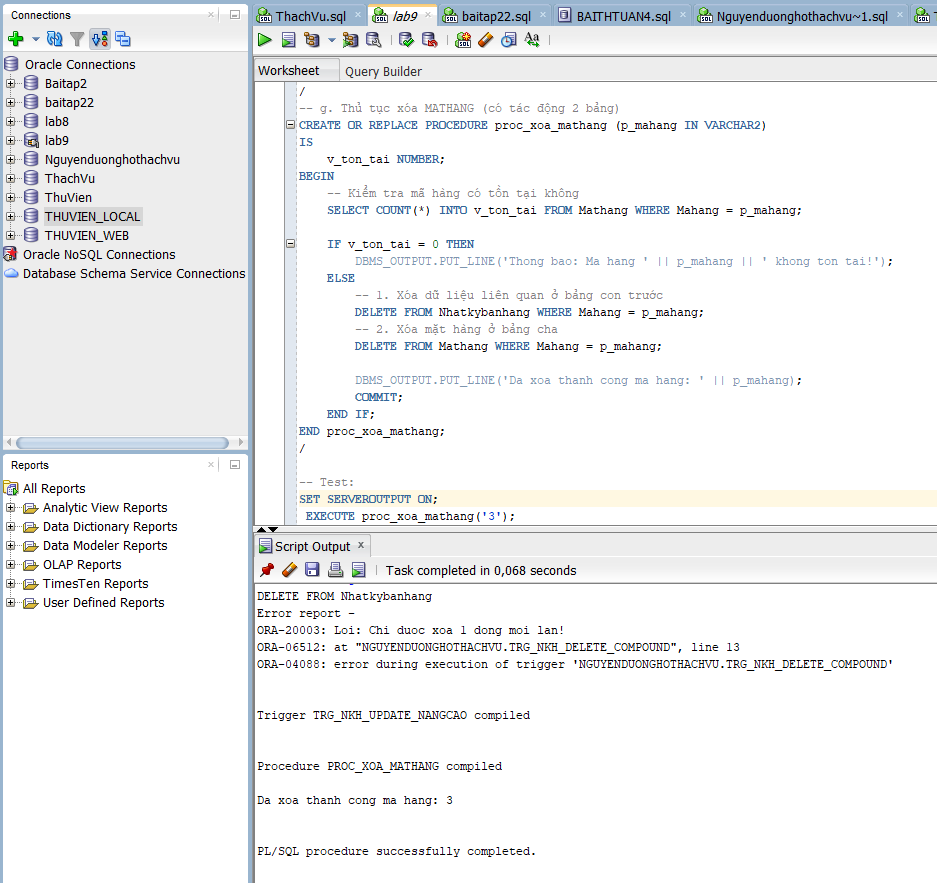 Connections
Oracle Connections
Baitap2
baitap22
lab8
lab9
Nguyenduonghothachvu
ThachVu
ThuVien
THUVIEN_LOCAL
THUVIEN_WEB
Oracle NoSQL Connections
Database Schema Service Connections
Reports
All Reports
Analytic View Reports
Data Dictionary Reports
Data Modeler Reports
OLAP Reports
TimesTen Reports
User Defined Reports
ThachVu.sql
lab9
baitap22.sql
BAITHTUAN4.sql
Nguyenduonghothachvu~1.sql
Worksheet
Query Builder
/
-- g. Thủ tục xóa MATHANG (có tác động 2 bảng)
CREATE OR REPLACE PROCEDURE proc_xoa_mathang (p_mahang IN VARCHAR2)
IS
v_ton_tai NUMBER;
BEGIN
-- Kiểm tra mã hàng có tồn tại không
SELECT COUNT(*) INTO v_ton_tai FROM Mathang WHERE Mahang = p_mahang;
IF v_ton_tai = 0 THEN
DBMS_OUTPUT.PUT_LINE('Thong bao: Ma hang ' || p_mahang || ' khong ton tai!');
ELSE
-- 1. Xóa dữ liệu liên quan ở bảng con trước
DELETE FROM Nhatkybanhang WHERE Mahang = p_mahang;
-- 2. Xóa mặt hàng ở bảng cha
DELETE FROM Mathang WHERE Mahang = p_mahang;
DBMS_OUTPUT.PUT_LINE('Da xoa thanh cong ma hang: ' || p_mahang);
COMMIT;
END IF;
END proc_xoa_mathang;
/
-- Test:
SET SERVEROUTPUT ON;
EXECUTE proc_xoa_mathang('3');
Script Output
Task completed in 0,068 seconds
DELETE FROM Nhatkybanhang
Error report -
ORA-20003: Loi: Chi duoc xoa 1 dong moi lan!
ORA-06512: at "NGUYENDUONGHOTHACHVU.TRG_NKH_DELETE_COMPOUND", line 13
ORA-04088: error during execution of trigger 'NGUYENDUONGHOTHACHVU.TRG_NKH_DELETE_COMPOUND'
Trigger TRG_NKH_UPDATE_NANGCAO compiled
Procedure PROC_XOA_MATHANG compiled
Da xoa thanh cong ma hang: 3
PL/SQL procedure successfully completed.